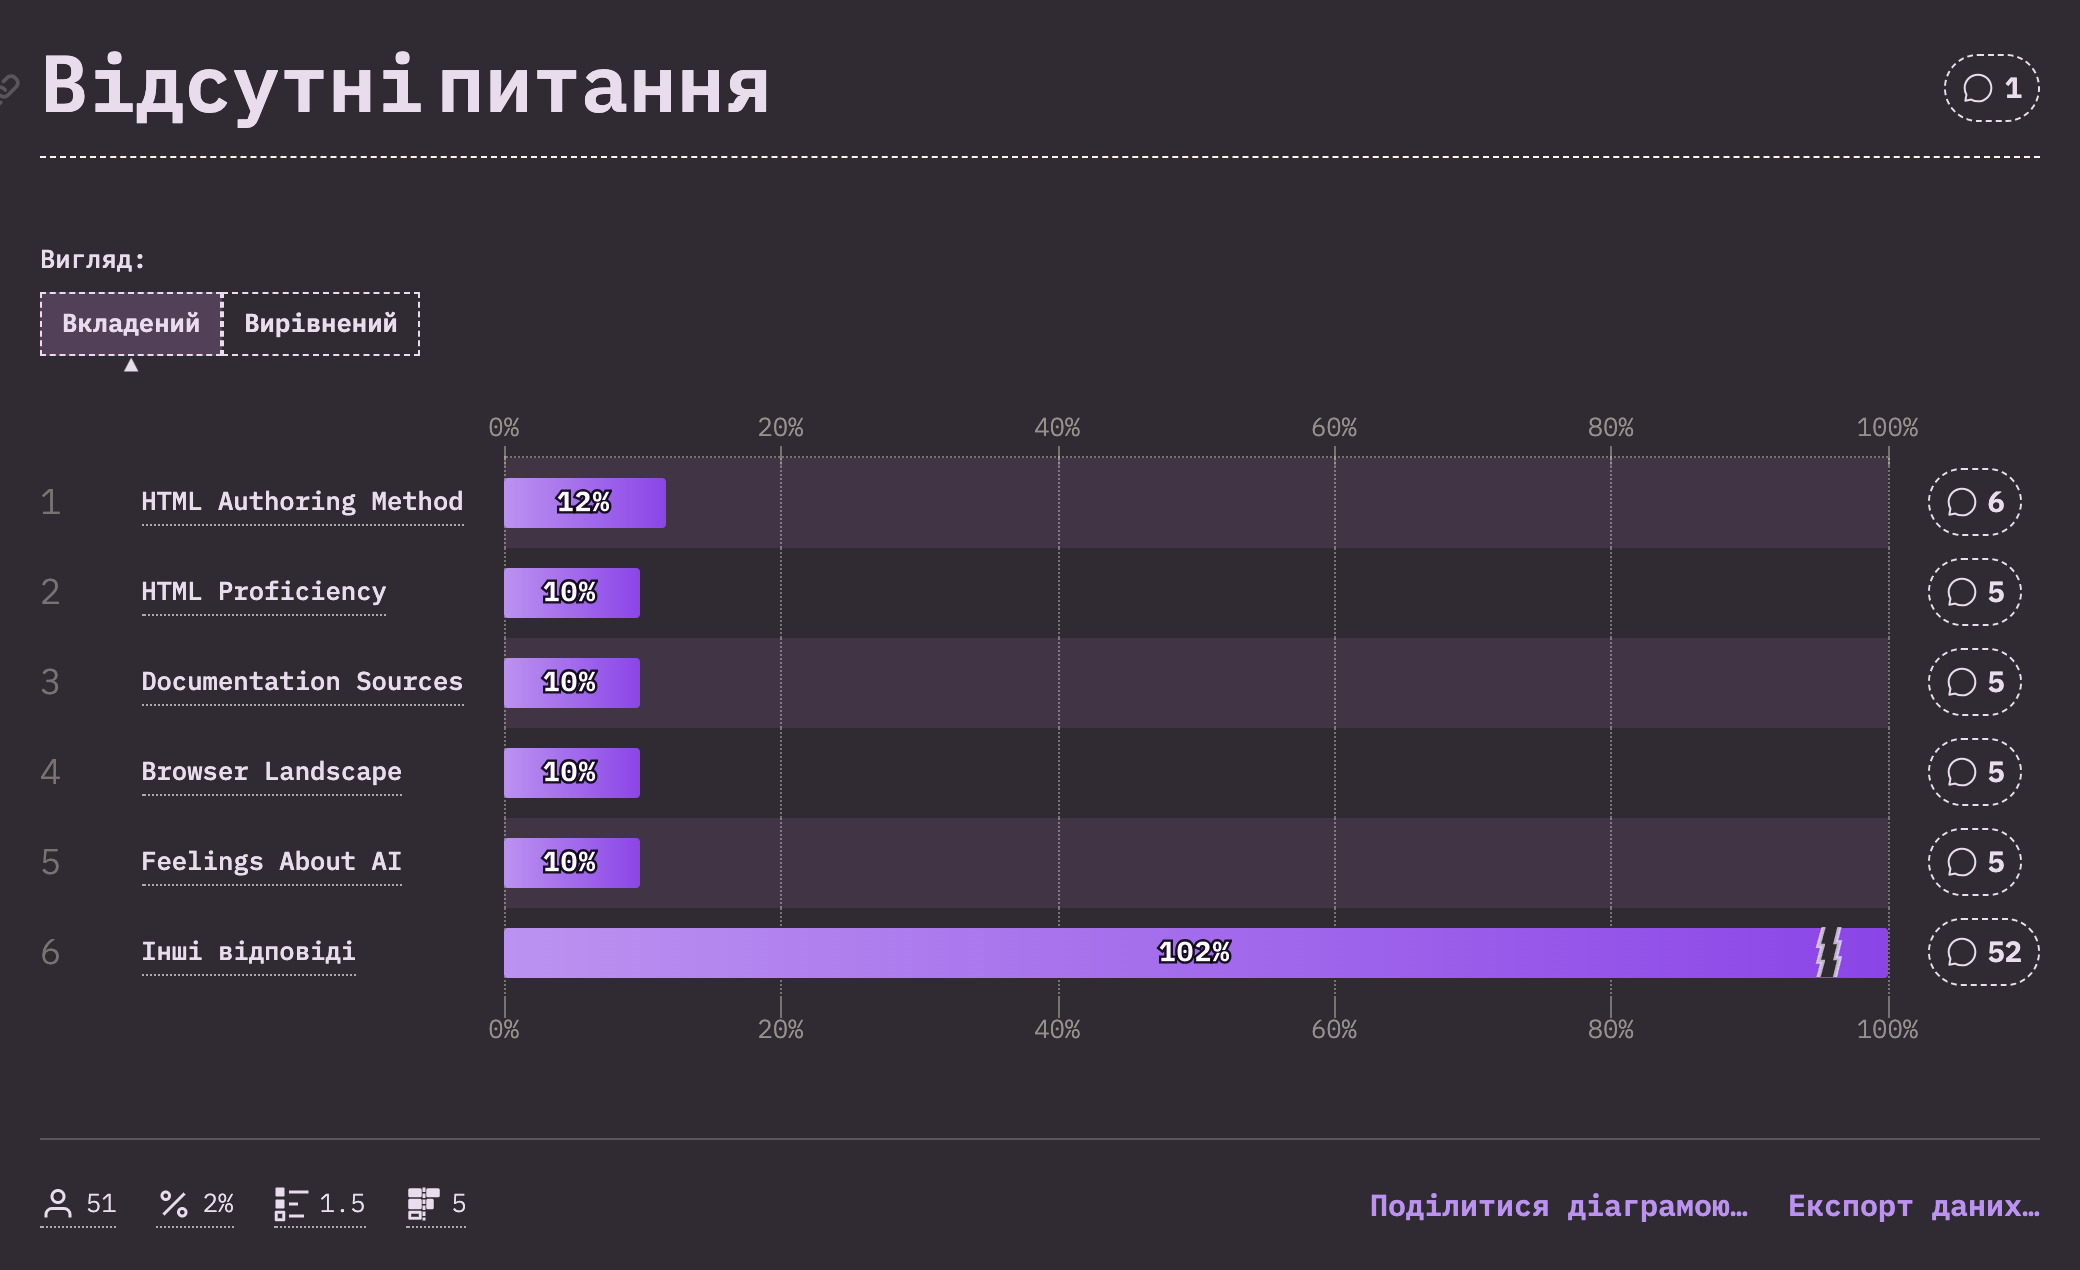 Відсутні питання
1
Вигляд:
Вкладений Вирівнений
0% 20% 40% 60% 80% 100%
1 HTML Authoring Method 12% 6
2 HTML Proficiency 10% 5
3 Documentation Sources 10% 5
4 Browser Landscape 10% 5
5 Feelings About AI 10% 5
6 Інші відповіді 102% 52
0% 20% 40% 60% 80% 100%
51 2% 1.5 5 Поділитися діаграмою… Експорт даних…